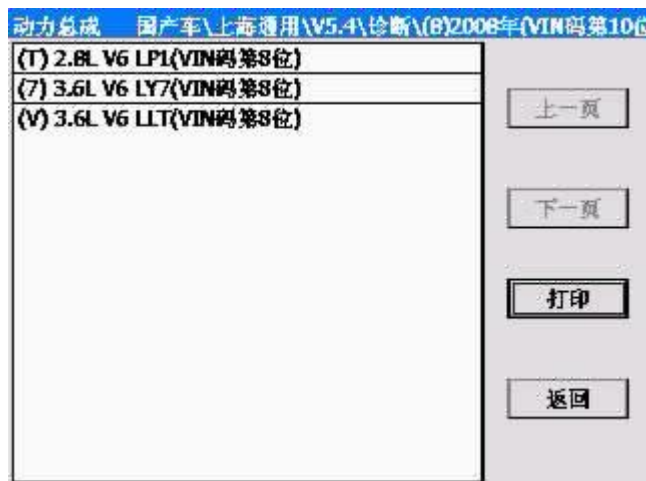 动力总成 国产车\上海通用\V5.4\诊断\(8)2008年(VIN码第10位
(T) 2.8L V6 LP1(VIN码第8位)
(7) 3.6L V6 LY7(VIN码第8位)
(V) 3.6L V6 LLT(VIN码第8位)
上一页
下一页
打印
返回